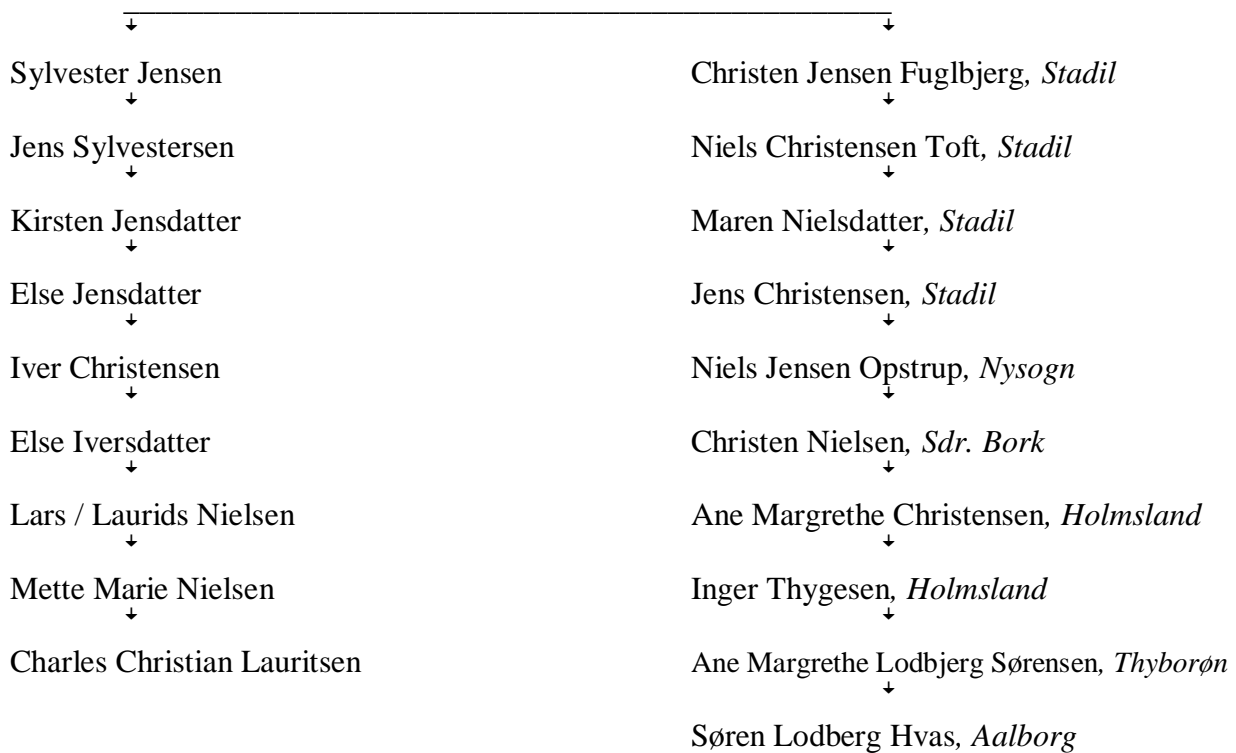 Sylvester Jensen
Christen Jensen Fuglbjerg, Stadil
Jens Sylvestersen
Niels Christensen Toft, Stadil
Kirsten Jensdatter
Maren Nielsdatter, Stadil
Else Jensdatter
Jens Christensen, Stadil
Iver Christensen
Niels Jensen Opstrup, Nysogn
Else Iversdatter
Christen Nielsen, Sdr. Bork
Lars / Laurids Nielsen
Ane Margrethe Christensen, Holmsland
Mette Marie Nielsen
Inger Thygesen, Holmsland
Charles Christian Lauritsen
Ane Margrethe Lodbjerg Sørensen, Thyborøn
Søren Lodberg Hvas, Aalborg